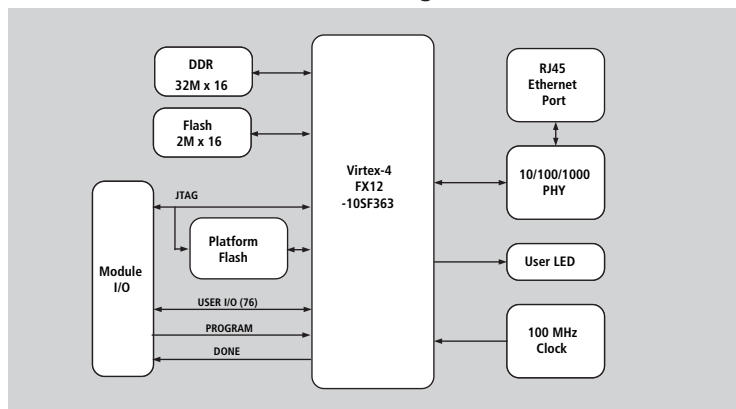 DDR
32M x 16
Flash
2M x 16
JTAG
Platform
Flash
Module
I/O
USER I/O (76)
PROGRAM
DONE
Virtex-4
FX12
-10SF363
RJ45
Ethernet
Port
10/100/1000
PHY
User LED
100 MHz
Clock